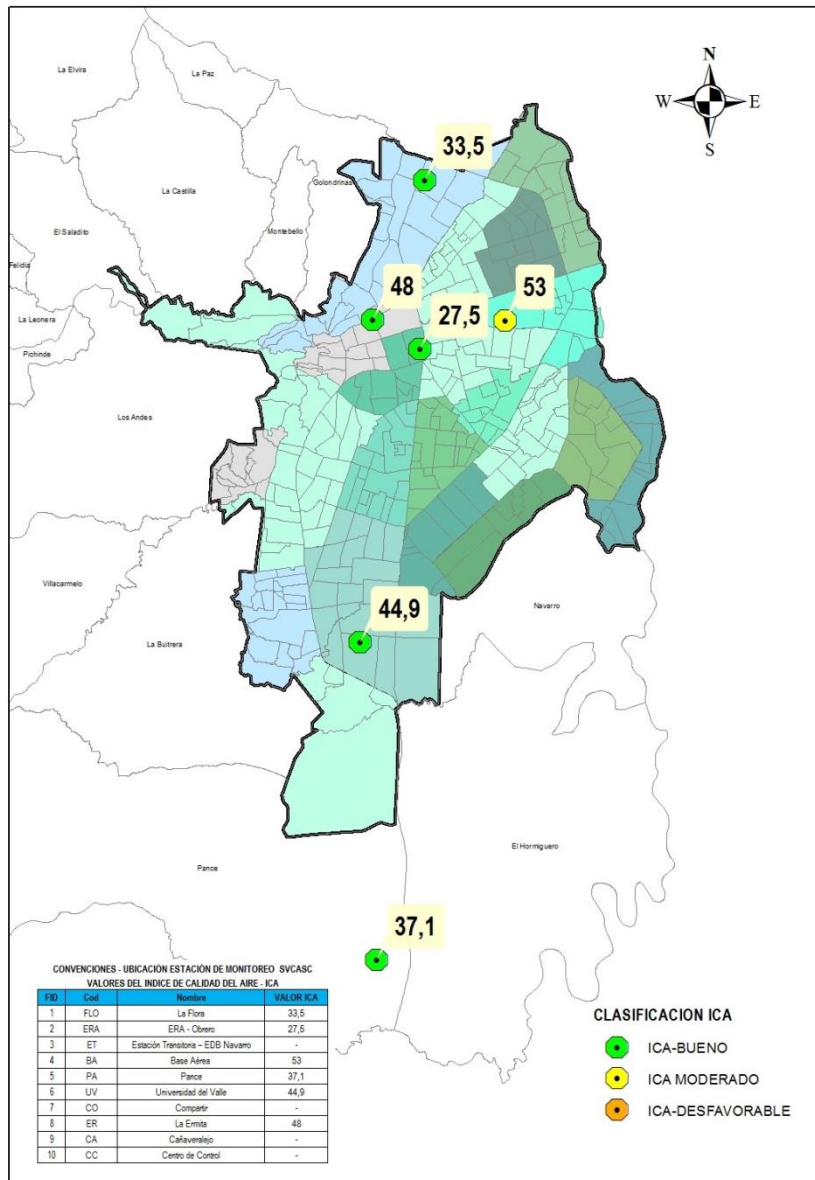 La Elvira
La Paz
N
W E
S
33,5
La Castilla
Golondrinas
El Saladito
Montebello
Felidia
48
53
La Leonera
27,5
Pichinde
Los Andes
Villacarmelo
44,9
Navarro
La Buitrera
El Hormiguero
Pance
37,1
CONVENCIONES - UBICACIÓN ESTACIÓN DE MONITOREO SVCASC
VALORES DEL INDICE DE CALIDAD DEL AIRE - ICA
FID Cod Nombre VALOR ICA
1 FLO La Flora 33,5
2 ERA ERA - Obrero 27,5
3 ET Estación Transitoria – EDB Navarro -
4 BA Base Aérea 53
5 PA Pance 37,1
6 UV Universidad del Valle 44,9
7 CO Compartir -
8 ER La Ermita 48
9 CA Cañaveralejo -
10 CC Centro de Control -
CLASIFICACION ICA
ICA-BUENO
ICA MODERADO
ICA-DESFAVORABLE